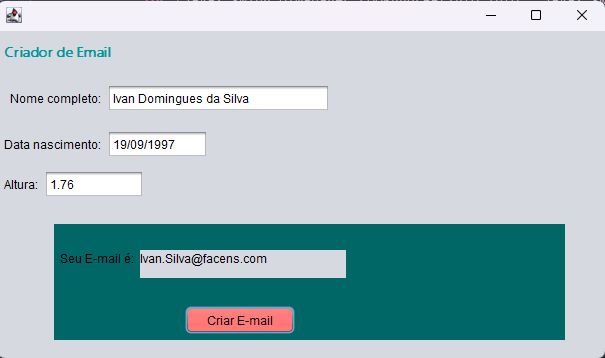 Criador de Email
Nome completo: Ivan Domingues da Silva
Data nascimento: 19/09/1997
Altura: 1.76
Seu E-mail é: Ivan.Silva@facens.com
Criar E-mail